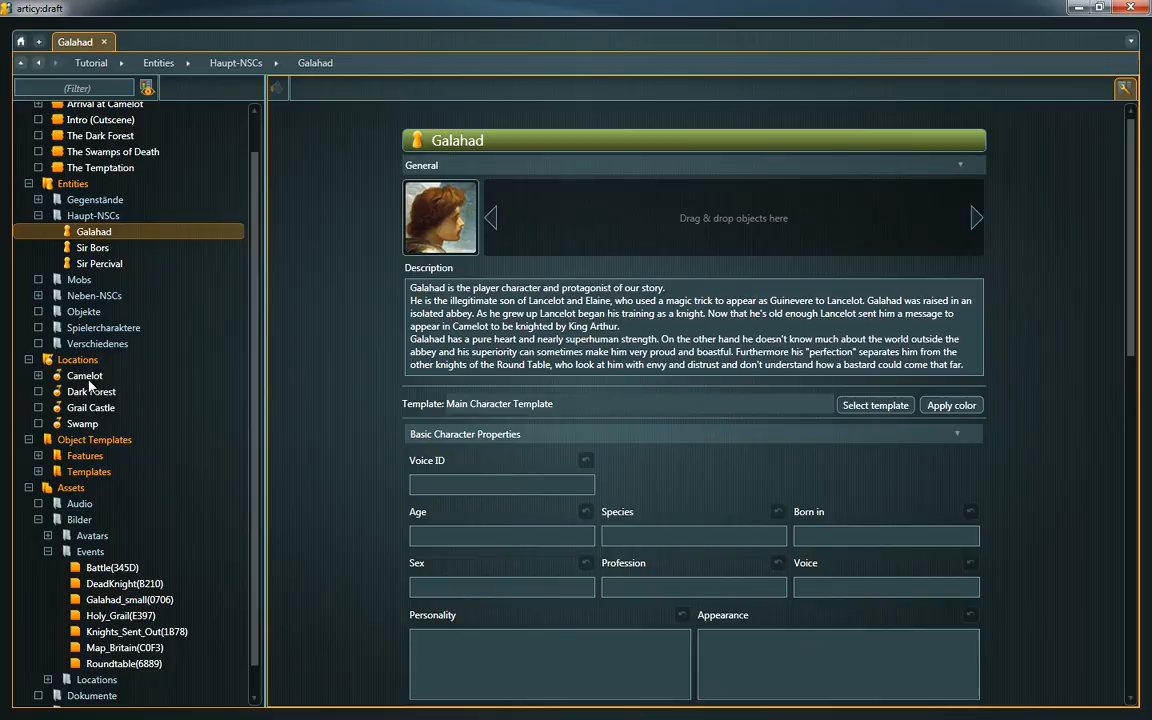 articy:draft
Galahad
Tutorial
Entities
Haupt-NSCs
Galahad
(Filter)
Arrival at Camelot
Intro (Cutscene)
The Dark Forest
The Swamps of Death
The Temptation
Entities
Gegenstände
Haupt-NSCs
Galahad
Sir Bors
Sir Percival
Mobs
Neben-NSCs
Objekte
Spielercharaktere
Verschiedenes
Locations
Camelot
Dark Forest
Grail Castle
Swamp
Object Templates
Features
Templates
Assets
Audio
Bilder
Avatars
Events
Battle(345D)
DeadKnight(B210)
Galahad_small(0706)
Holy_Grail(E397)
Knights_Sent_Out(1B78)
Map_Britain(C0F3)
Roundtable(6889)
Locations
Dokumente
Galahad
General
Drag & drop objects here
Description
Galahad is the player character and protagonist of our story.
He is the illegitimate son of Lancelot and Elaine, who used a magic trick to appear as Guinevere to Lancelot. Galahad was raised in an
isolated abbey. As he grew up Lancelot began his training as a knight. Now that he's old enough Lancelot sent him a message to
appear in Camelot to be knighted by King Arthur.
Galahad has a pure heart and nearly superhuman strength. On the other hand he doesn't know much about the world outside the
abbey and his superiority can sometimes make him very proud and boastful. Furthermore his "perfection" separates him from the
other knights of the Round Table, who look at him with envy and distrust and don't understand how a bastard could come that far.
Template: Main Character Template
Select template
Apply color
Basic Character Properties
Voice ID
Age
Species
Born in
Sex
Profession
Voice
Personality
Appearance